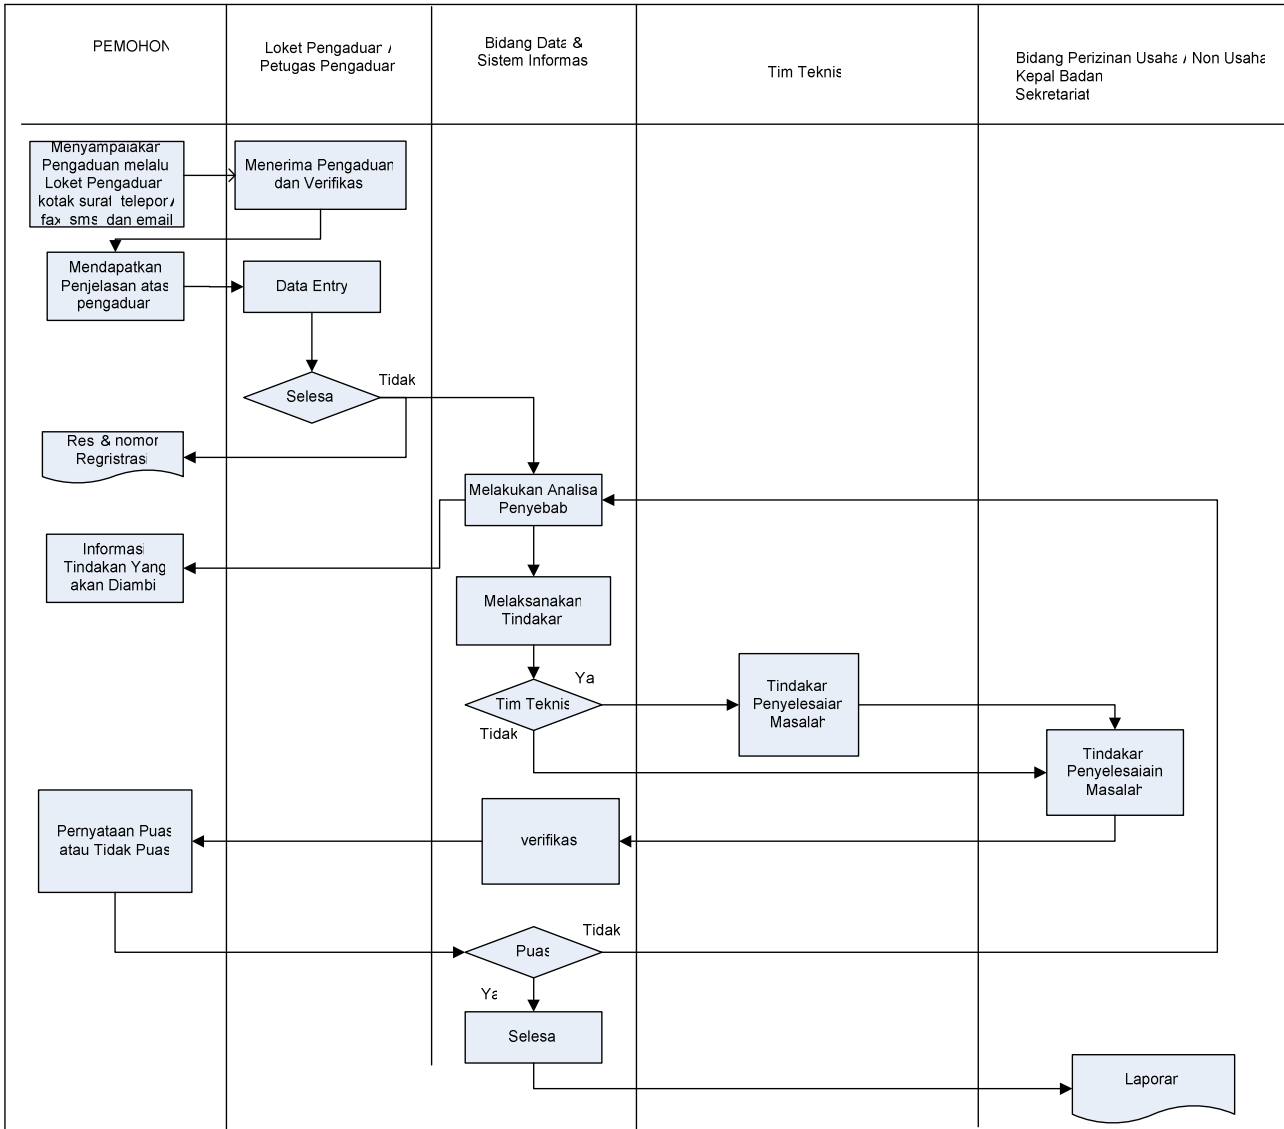 PEMOHON
Loket Pengaduan /
Petugas Pengaduan
Bidang Data &
Sistem Informas
Tim Teknis
Bidang Perizinan Usaha / Non Usaha
Kepal Badan
Sekretariat
Menyampaiakan
Pengaduan melalu
Loket Pengaduan
kotak surat telepon/
fax sms dan email
Menerima Pengaduan
dan Verifikas
Mendapatkan
Penjelasan atas
pengaduan
Data Entry
Selesa
Tidak
Res & nomor
Regristrasi
Melakukan Analisa
Penyebab
Informasi
Tindakan Yang
akan Diambi
Melaksanakan
Tindakan
Tim Teknis
Ya
Tidak
Tindakan
Penyelesaian
Masalah
Tindakan
Penyelesaiain
Masalah
Pernyataan Puas
atau Tidak Puas
verifikas
Puas
Tidak
Ya
Selesa
Laporan